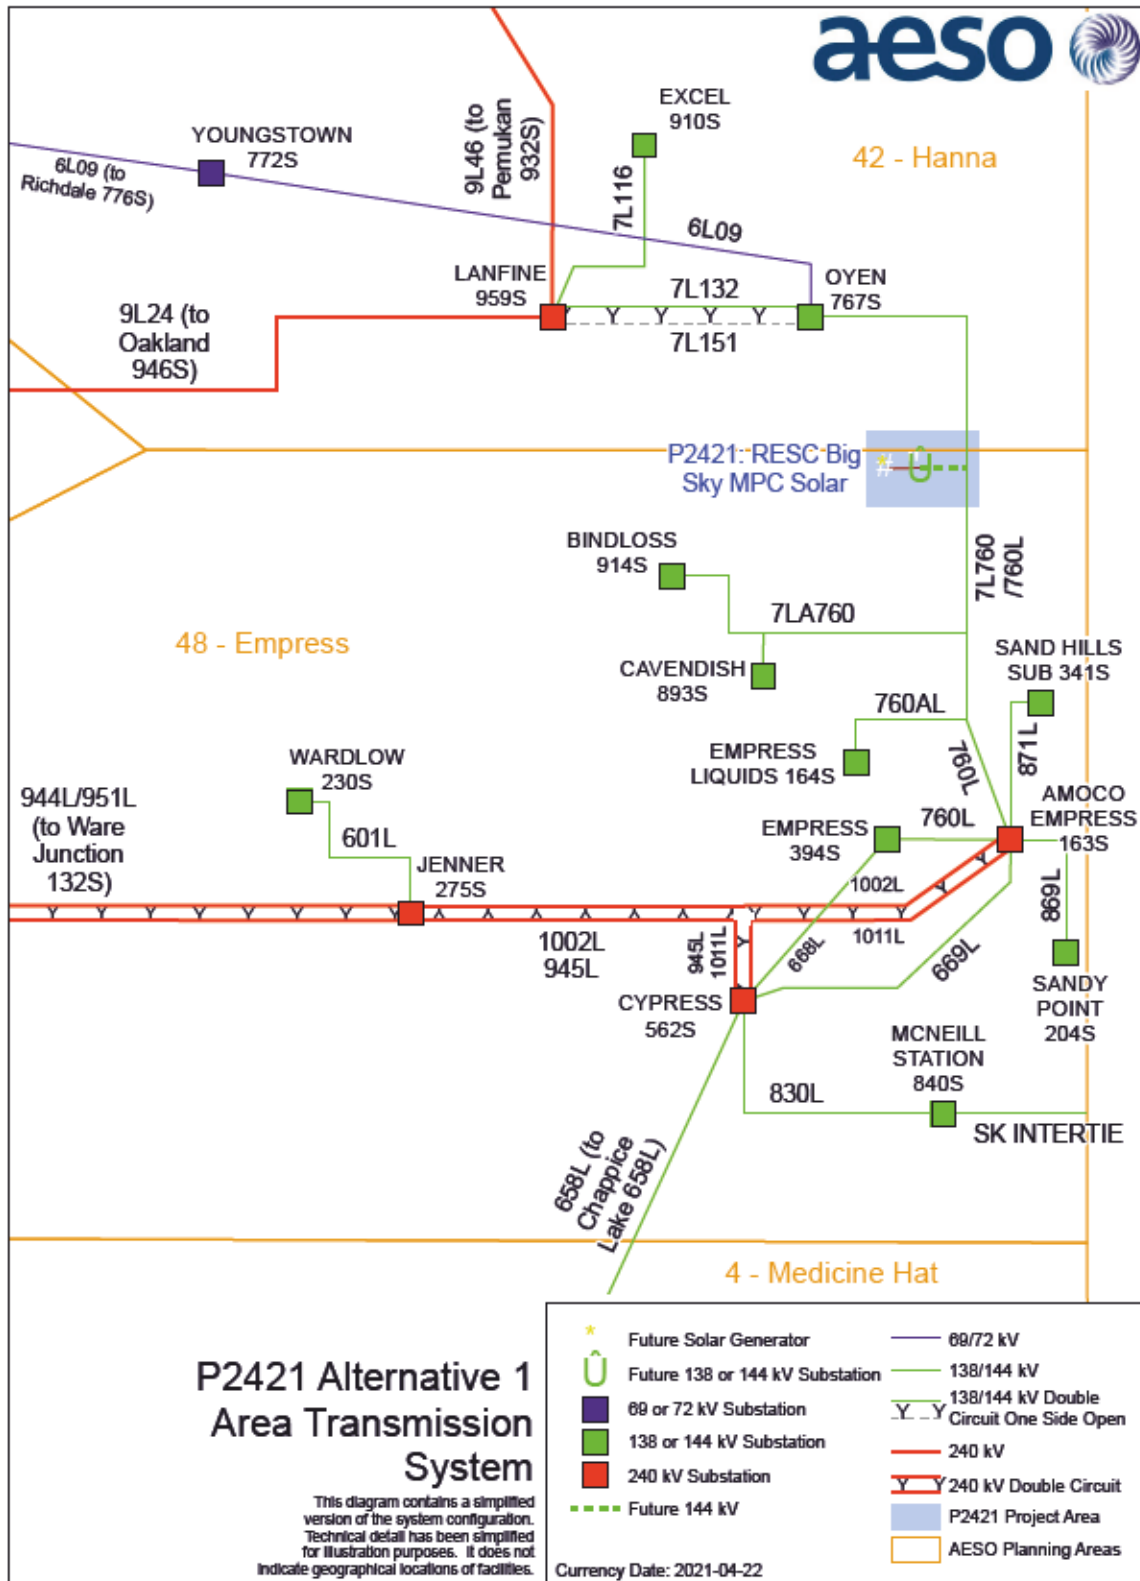 aeso
EXCEL
910S
YOUNGSTOWN
772S
9L46 (to
Pemukan
932S)
42 - Hanna
6L09 (to
Richdale 776S)
7L116
6L09
LANFINE
959S
OYEN
767S
7L132
7L151
9L24 (to
Oakland
946S)
P2421: RESC Big
Sky MPC Solar
BINDLOSS
914S
7L760
/760L
7LA760
48 - Empress
SAND HILLS
SUB 341S
CAVENDISH
893S
760AL
871L
EMPRESS
LIQUIDS 164S
760L
WARDLOW
230S
944L/951L
(to Ware
Junction
132S)
AMOCO
EMPRESS
163S
760L
EMPRESS
394S
601L
JENNER
275S
1002L
869L
1002L
945L
945L
1011L
668L
1011L
669L
CYPRESS
562S
SANDY
POINT
204S
MCNEILL
STATION
840S
830L
SK INTERTIE
658L (to
Chappice
Lake 658L)
4 - Medicine Hat
P2421 Alternative 1
Area Transmission
System
This diagram contains a simplified
version of the system configuration.
Technical detail has been simplified
for illustration purposes. It does not
indicate geographical locations of facilities.
Future Solar Generator
Future 138 or 144 kV Substation
69 or 72 kV Substation
138 or 144 kV Substation
240 kV Substation
Future 144 kV
69/72 kV
138/144 kV
138/144 kV Double
Circuit One Side Open
240 kV
240 kV Double Circuit
P2421 Project Area
AESO Planning Areas
Currency Date: 2021-04-22